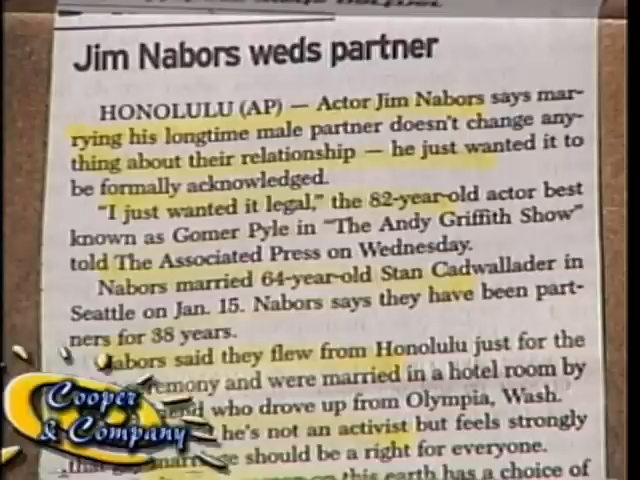 Jim Nabors weds partner
HONOLULU (AP) — Actor Jim Nabors says mar-
rying his longtime male partner doesn't change any-
thing about their relationship — he just wanted it to
be formally acknowledged.
"I just wanted it legal," the 82-year-old actor best
known as Gomer Pyle in "The Andy Griffith Show"
told The Associated Press on Wednesday.
Nabors married 64-year-old Stan Cadwallader in
Seattle on Jan. 15. Nabors says they have been part-
ners for 38 years.
Nabors said they flew from Honolulu just for the
emony and were married in a hotel room by
who drove up from Olympia, Wash.
he's not an activist but feels strongly
should be a right for everyone.
on this earth has a choice of
Cooper
& Company